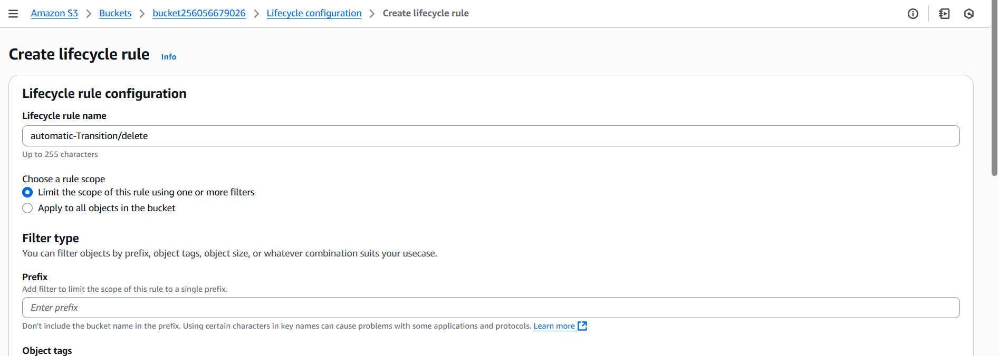 Amazon S3 > Buckets > bucket256056679026 > Lifecycle configuration > Create lifecycle rule
Create lifecycle rule Info
Lifecycle rule configuration
Lifecycle rule name
automatic-Transition/delete
Up to 255 characters
Choose a rule scope
Limit the scope of this rule using one or more filters
Apply to all objects in the bucket
Filter type
You can filter objects by prefix, object tags, object size, or whatever combination suits your usecase.
Prefix
Add filter to limit the scope of this rule to a single prefix.
Enter prefix
Don't include the bucket name in the prefix. Using certain characters in key names can cause problems with some applications and protocols. Learn more
Object tags